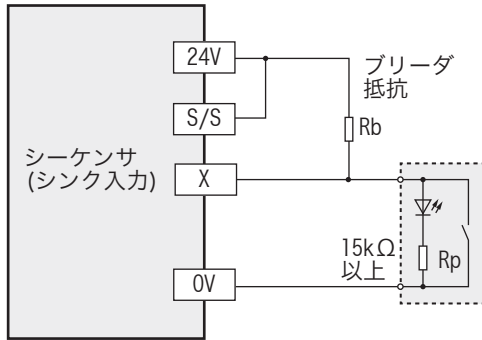 24V
S/S
シーケンサ
(シンク入力)
X
0V
ブリーダ
抵抗
Rb
15kΩ
以上
Rp